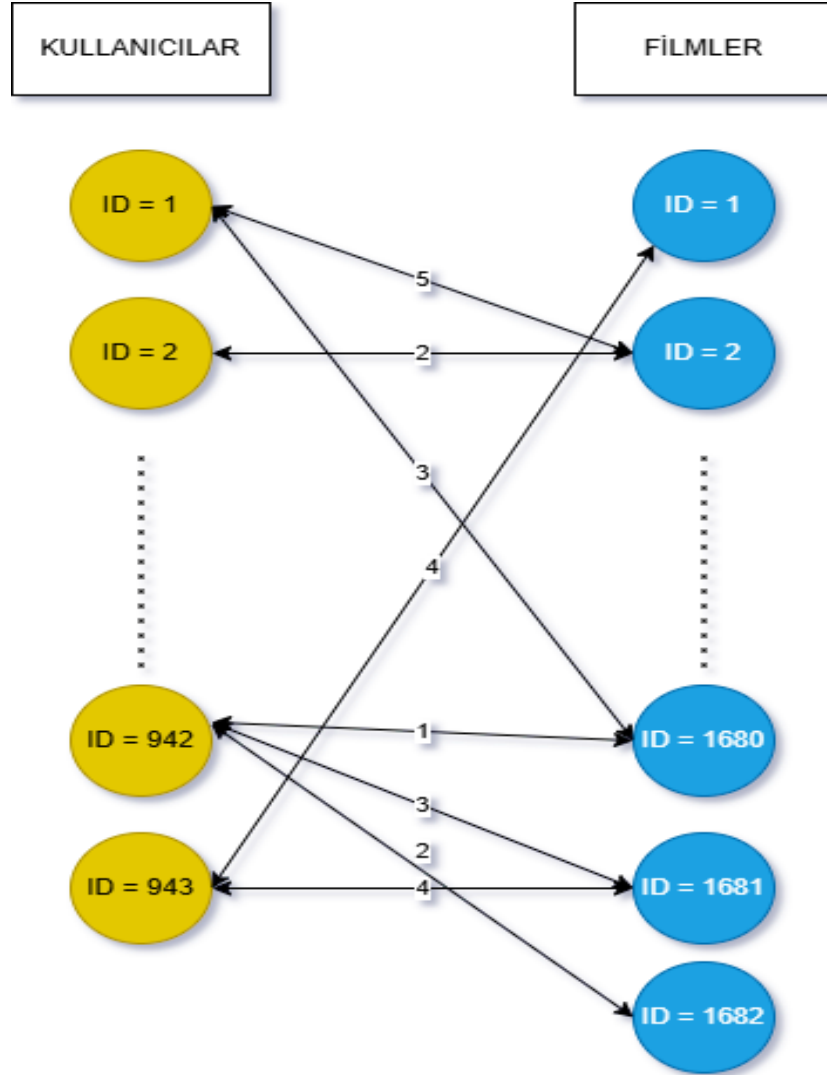 KULLANICILAR
FİLMLER
ID = 1
ID = 1
5
ID = 2
2
ID = 2
3
4
ID = 942
1
ID = 1680
3
2
ID = 943
4
ID = 1681
ID = 1682